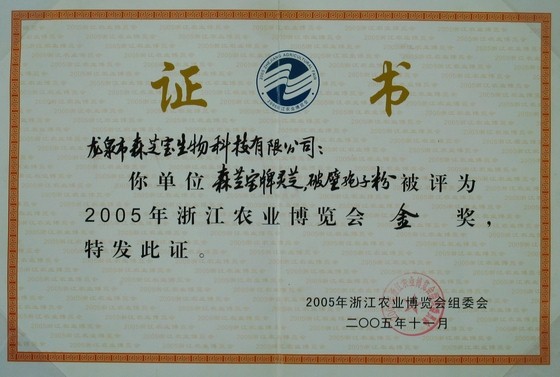 证 书
龙泉市森芝宝生物科技有限公司：
你单位森芝宝牌灵芝,破壁孢子粉被评为
2005年浙江农业博览会 金 奖，
特发此证。
2005年浙江农业博览会组委会
二〇〇五年十一月